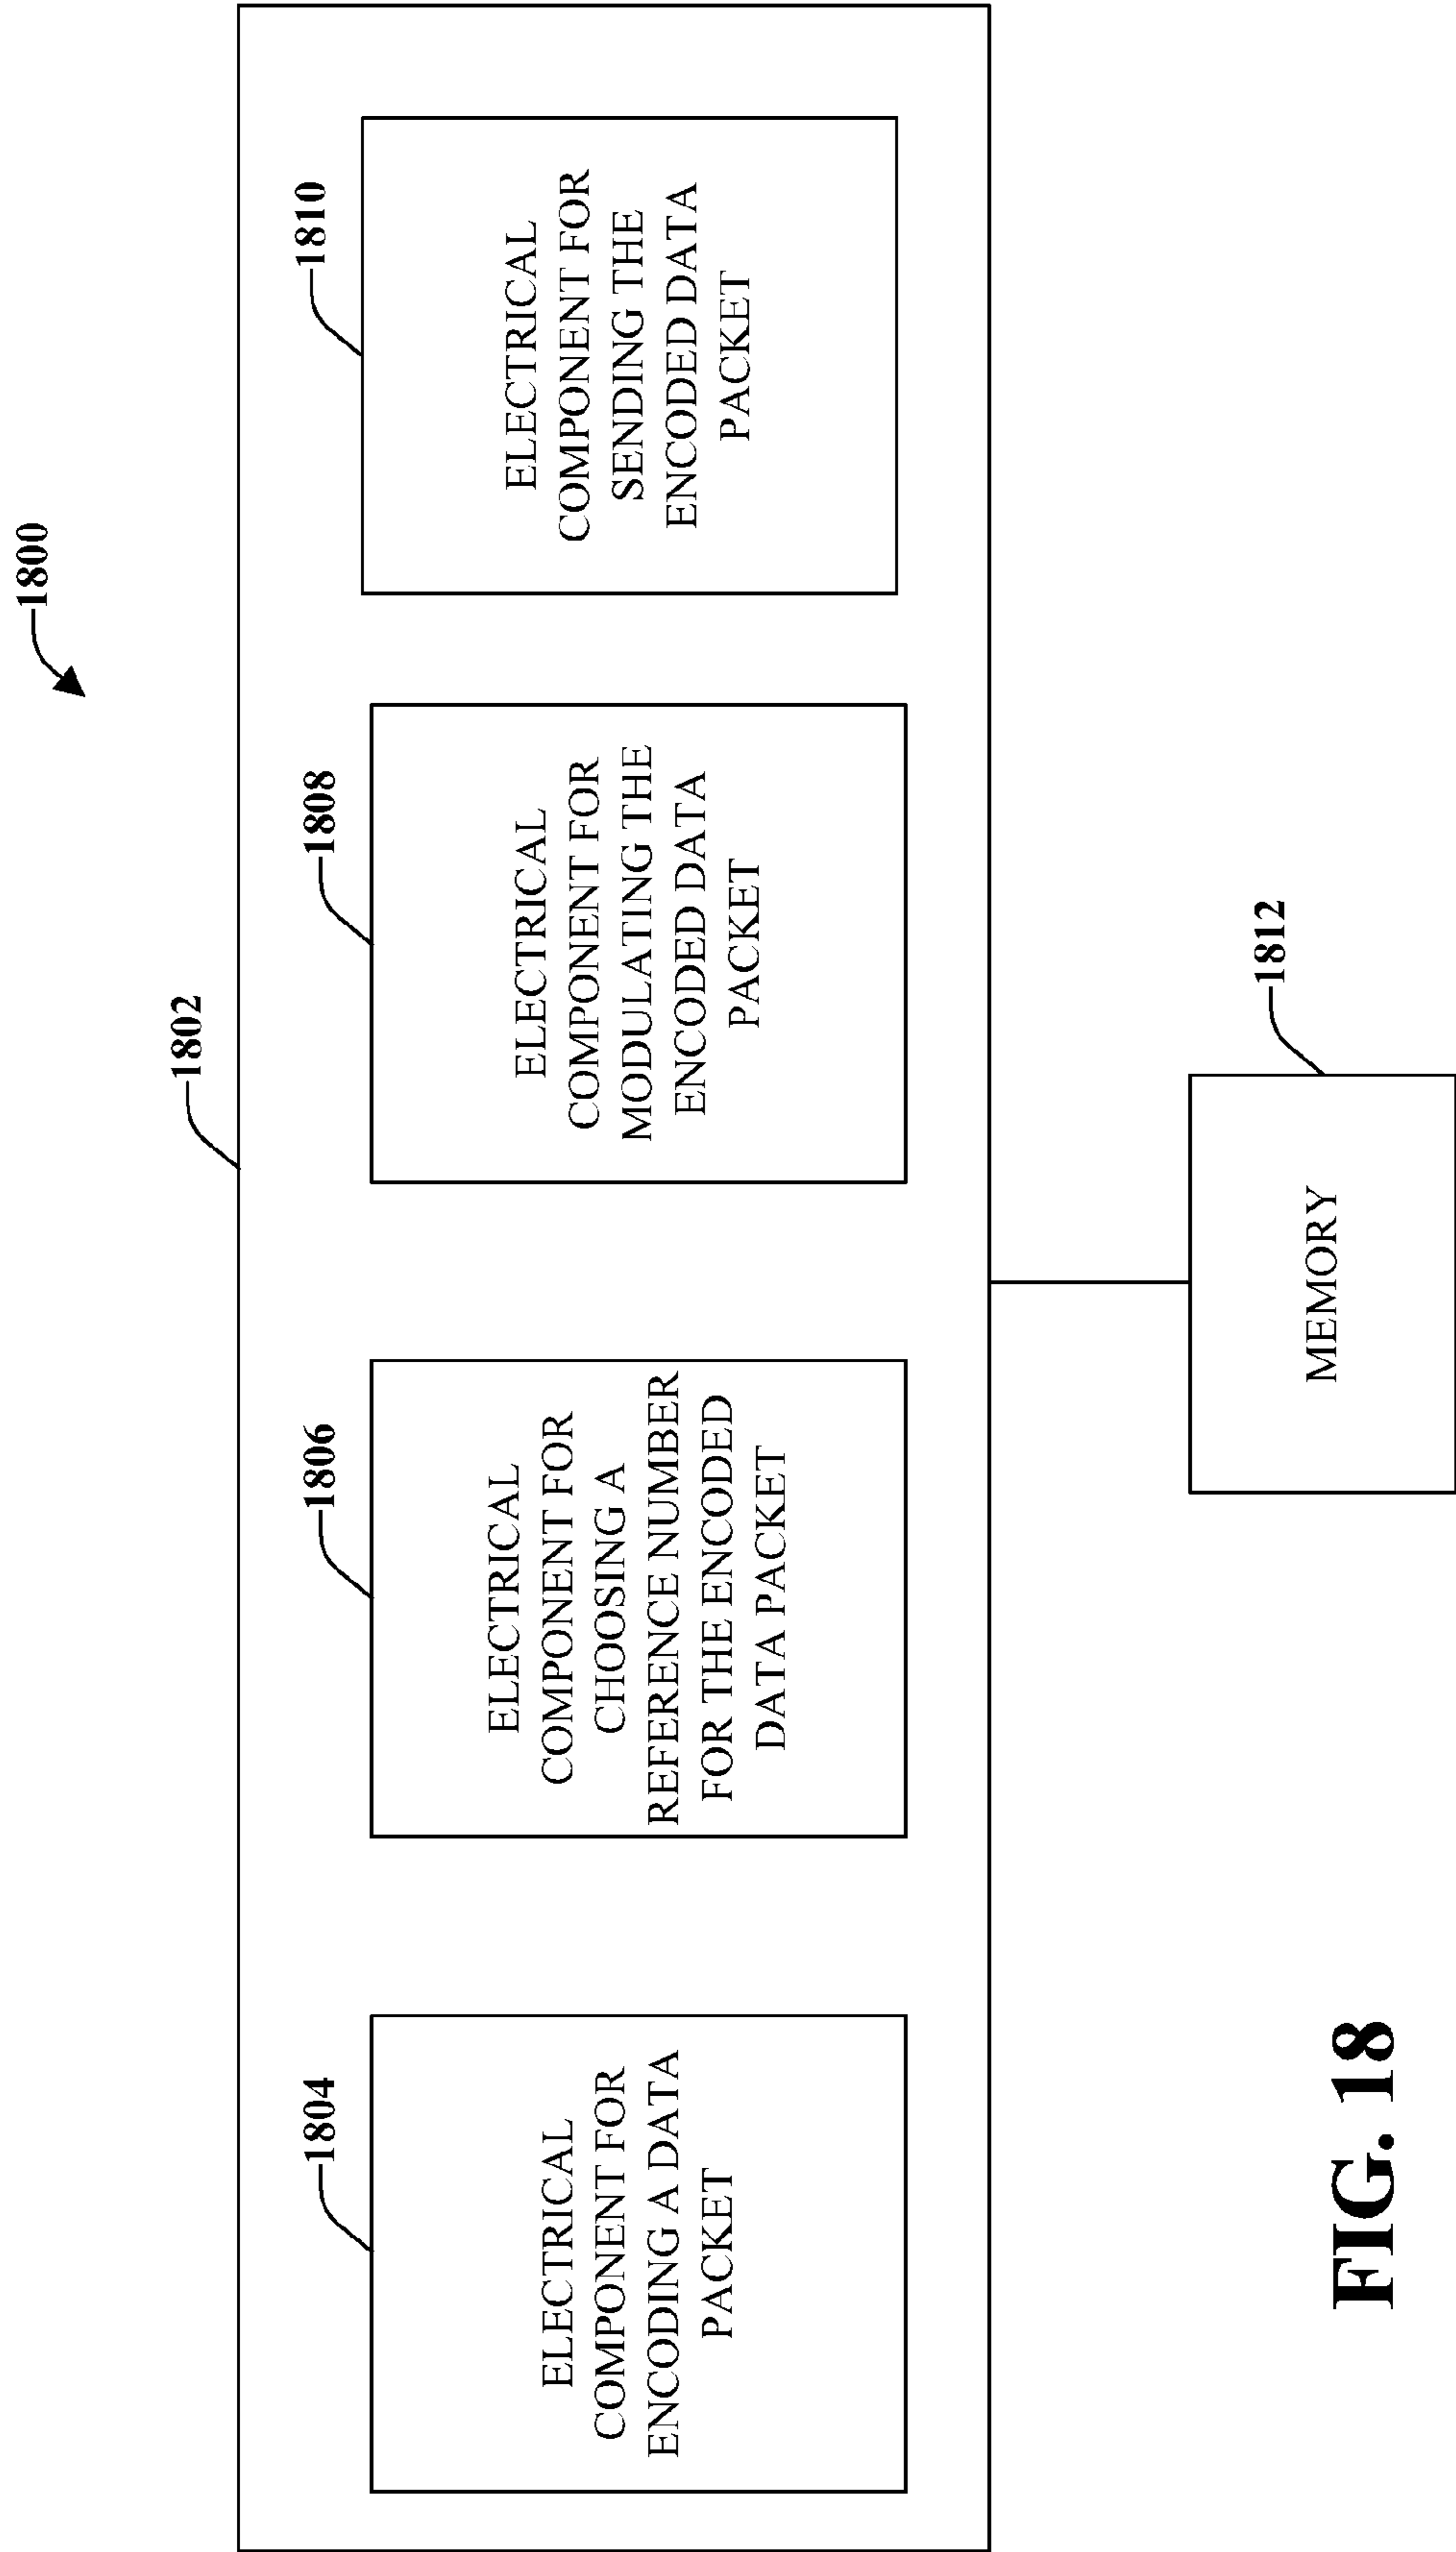 1800
1802
1804
ELECTRICAL
COMPONENT FOR
ENCODING A DATA
PACKET
1806
ELECTRICAL
COMPONENT FOR
CHOOSING A
REFERENCE NUMBER
FOR THE ENCODED
DATA PACKET
1808
ELECTRICAL
COMPONENT FOR
MODULATING THE
ENCODED DATA
PACKET
1810
ELECTRICAL
COMPONENT FOR
SENDING THE
ENCODED DATA
PACKET
1812
MEMORY
FIG. 18